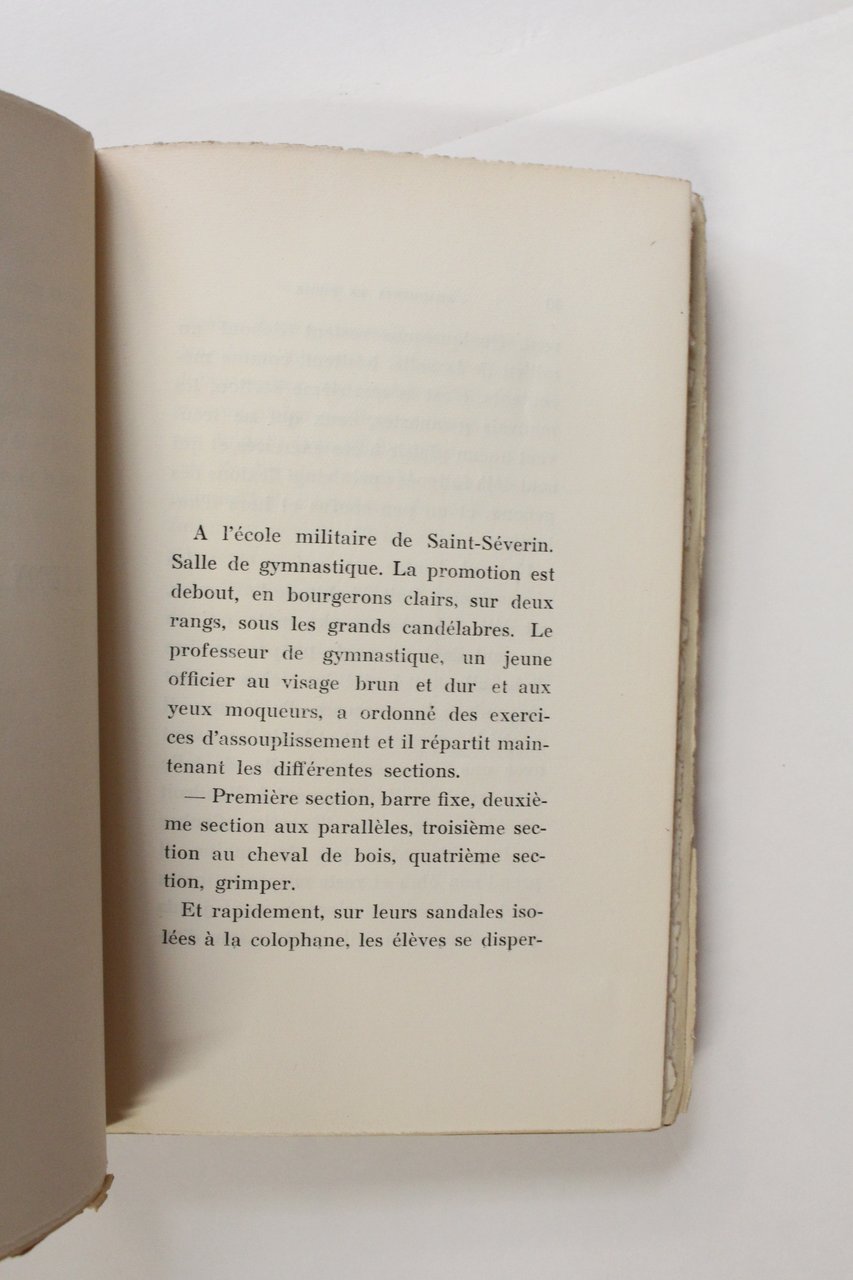 A l'école militaire de Saint-Séverin.
Salle de gymnastique. La promotion est
debout, en bourgerons clairs, sur deux
rangs, sous les grands candélabres. Le
professeur de gymnastique, un jeune
officier au visage brun et dur et aux
yeux moqueurs, a ordonné des exerci-
ces d'assouplissement et il répartit main-
tenant les différentes sections.
— Première section, barre fixe, deuxiè-
me section aux parallèles, troisième sec-
tion au cheval de bois, quatrième sec-
tion, grimper.
Et rapidement, sur leurs sandales iso-
lées à la colophane, les élèves se disper-